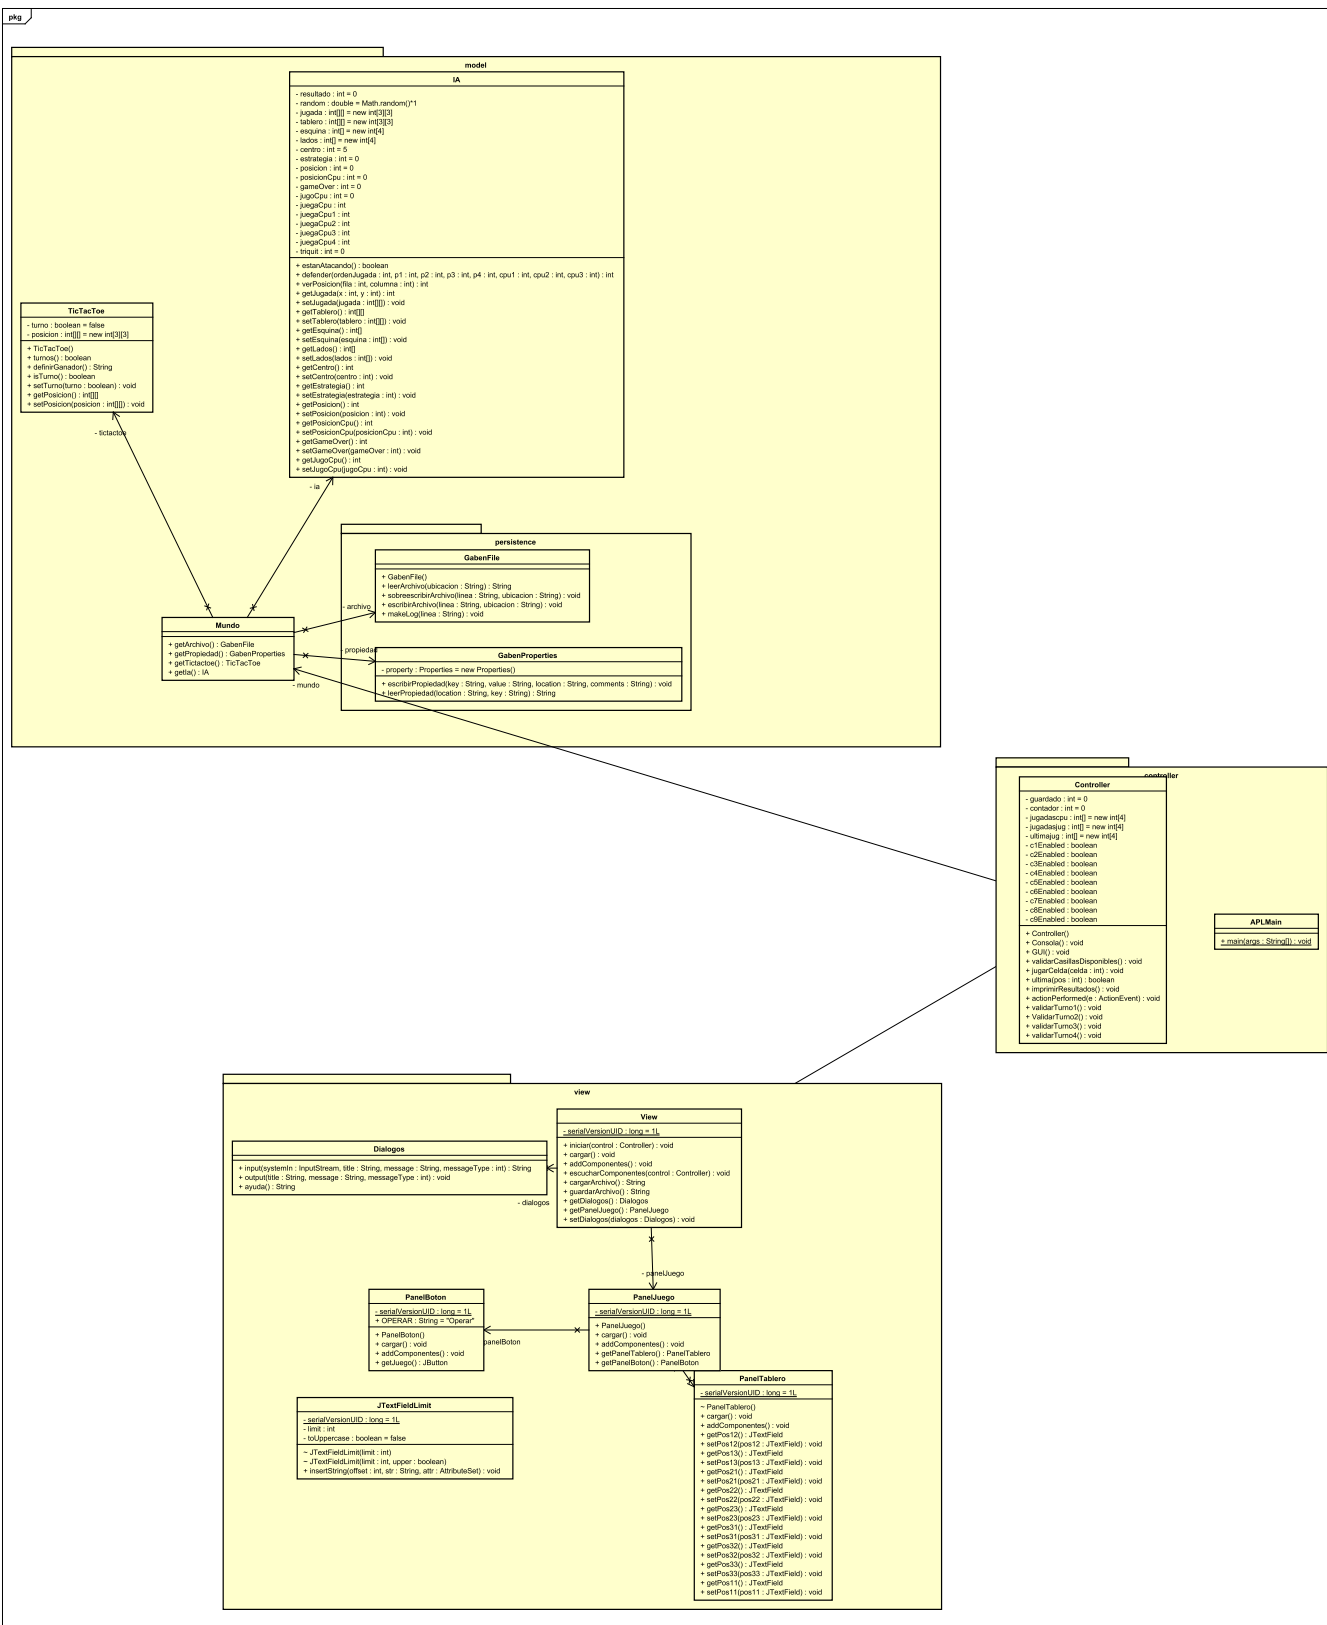 pkg
model
IA
- resultado : int = 0
- random : double = Math.random()*1
- jugada : int[][] = new int[3][3]
- tablero : int[][] = new int[3][3]
- esquina : int[] = new int[4]
- lados : int[] = new int[4]
- centro : int = 5
- estrategia : int = 0
- posicion : int = 0
- posicionCpu : int = 0
- gameOver : int = 0
- jugoCpu : int = 0
- juegaCpu : int
- juegaCpu1 : int
- juegaCpu2 : int
- juegaCpu3 : int
- juegaCpu4 : int
- triquit : int = 0
+ estanAtacando() : boolean
+ defender(ordenJugada : int, p1 : int, p2 : int, p3 : int, p4 : int, cpu1 : int, cpu2 : int, cpu3 : int) : int
+ verPosicion(fila : int, columna : int) : int
+ getJugada(x : int, y : int) : int
+ setJugada(jugada : int[][]) : void
+ getTablero() : int[][]
+ setTablero(tablero : int[][]) : void
+ getEsquina() : int[]
+ setEsquina(esquina : int[]) : void
+ getLados() : int[]
+ setLados(lados : int[]) : void
+ getCentro() : int
+ setCentro(centro : int) : void
+ getEstrategia() : int
+ setEstrategia(estrategia : int) : void
+ getPosicion() : int
+ setPosicion(posicion : int) : void
+ getPosicionCpu() : int
+ setPosicionCpu(posicionCpu : int) : void
+ getGameOver() : int
+ setGameOver(gameOver : int) : void
+ getJugoCpu() : int
+ setJugoCpu(jugoCpu : int) : void
TicTacToe
- turno : boolean = false
- posicion : int[][] = new int[3][3]
+ TicTacToe()
+ turnos() : boolean
+ definirGanador() : String
+ isTurno() : boolean
+ setTurno(turno : boolean) : void
+ getPosicion() : int[][]
+ setPosicion(posicion : int[][]) : void
- tictactoe
- ia
persistence
GabenFile
+ GabenFile()
+ leerArchivo(ubicacion : String) : String
+ sobreescribirArchivo(linea : String, ubicacion : String) : void
+ escribirArchivo(linea : String, ubicacion : String) : void
+ makeLog(linea : String) : void
- archivo
Mundo
+ getArchivo() : GabenFile
+ getPropiedad() : GabenProperties
+ getTictactoe() : TicTacToe
+ getIa() : IA
- propiedad
GabenProperties
- property : Properties = new Properties()
+ escribirPropiedad(key : String, value : String, location : String, comments : String) : void
+ leerPropiedad(location : String, key : String) : String
- mundo
controller
Controller
- guardado : int = 0
- contador : int = 0
- jugadascpu : int[] = new int[4]
- jugadasjug : int[] = new int[4]
- ultimajug : int[] = new int[4]
- c1Enabled : boolean
- c2Enabled : boolean
- c3Enabled : boolean
- c4Enabled : boolean
- c5Enabled : boolean
- c6Enabled : boolean
- c7Enabled : boolean
- c8Enabled : boolean
- c9Enabled : boolean
+ Controller()
+ Consola() : void
+ GUI() : void
+ validarCasillasDisponibles() : void
+ jugarCelda(celda : int) : void
+ ultima(pos : int) : boolean
+ imprimirResultados() : void
+ actionPerformed(e : ActionEvent) : void
+ validarTurno1() : void
+ ValidarTurno2() : void
+ validarTurno3() : void
+ validarTurno4() : void
APLMain
+ main(args : String[]) : void
view
View
- serialVersionUID : long = 1L
+ iniciar(control : Controller) : void
+ cargar() : void
+ addComponentes() : void
+ escucharComponentes(control : Controller) : void
+ cargarArchivo() : String
+ guardarArchivo() : String
+ getDialogos() : Dialogos
+ getPanelJuego() : PanelJuego
+ setDialogos(dialogos : Dialogos) : void
Dialogos
+ input(systemIn : InputStream, title : String, message : String, messageType : int) : String
+ output(title : String, message : String, messageType : int) : void
+ ayuda() : String
- dialogos
- panelJuego
PanelBoton
- serialVersionUID : long = 1L
+ OPERAR : String = "Operar"
+ PanelBoton()
+ cargar() : void
+ addComponentes() : void
+ getJuego() : JButton
panelBoton
PanelJuego
- serialVersionUID : long = 1L
+ PanelJuego()
+ cargar() : void
+ addComponentes() : void
+ getPanelTablero() : PanelTablero
+ getPanelBoton() : PanelBoton
JTextFieldLimit
- serialVersionUID : long = 1L
- limit : int
- toUppercase : boolean = false
~ JTextFieldLimit(limit : int)
~ JTextFieldLimit(limit : int, upper : boolean)
+ insertString(offset : int, str : String, attr : AttributeSet) : void
PanelTablero
- serialVersionUID : long = 1L
~ PanelTablero()
+ cargar() : void
+ addComponentes() : void
+ getPos12() : JTextField
+ setPos12(pos12 : JTextField) : void
+ getPos13() : JTextField
+ setPos13(pos13 : JTextField) : void
+ getPos21() : JTextField
+ setPos21(pos21 : JTextField) : void
+ getPos22() : JTextField
+ setPos22(pos22 : JTextField) : void
+ getPos23() : JTextField
+ setPos23(pos23 : JTextField) : void
+ getPos31() : JTextField
+ setPos31(pos31 : JTextField) : void
+ getPos32() : JTextField
+ setPos32(pos32 : JTextField) : void
+ getPos33() : JTextField
+ setPos33(pos33 : JTextField) : void
+ getPos11() : JTextField
+ setPos11(pos11 : JTextField) : void